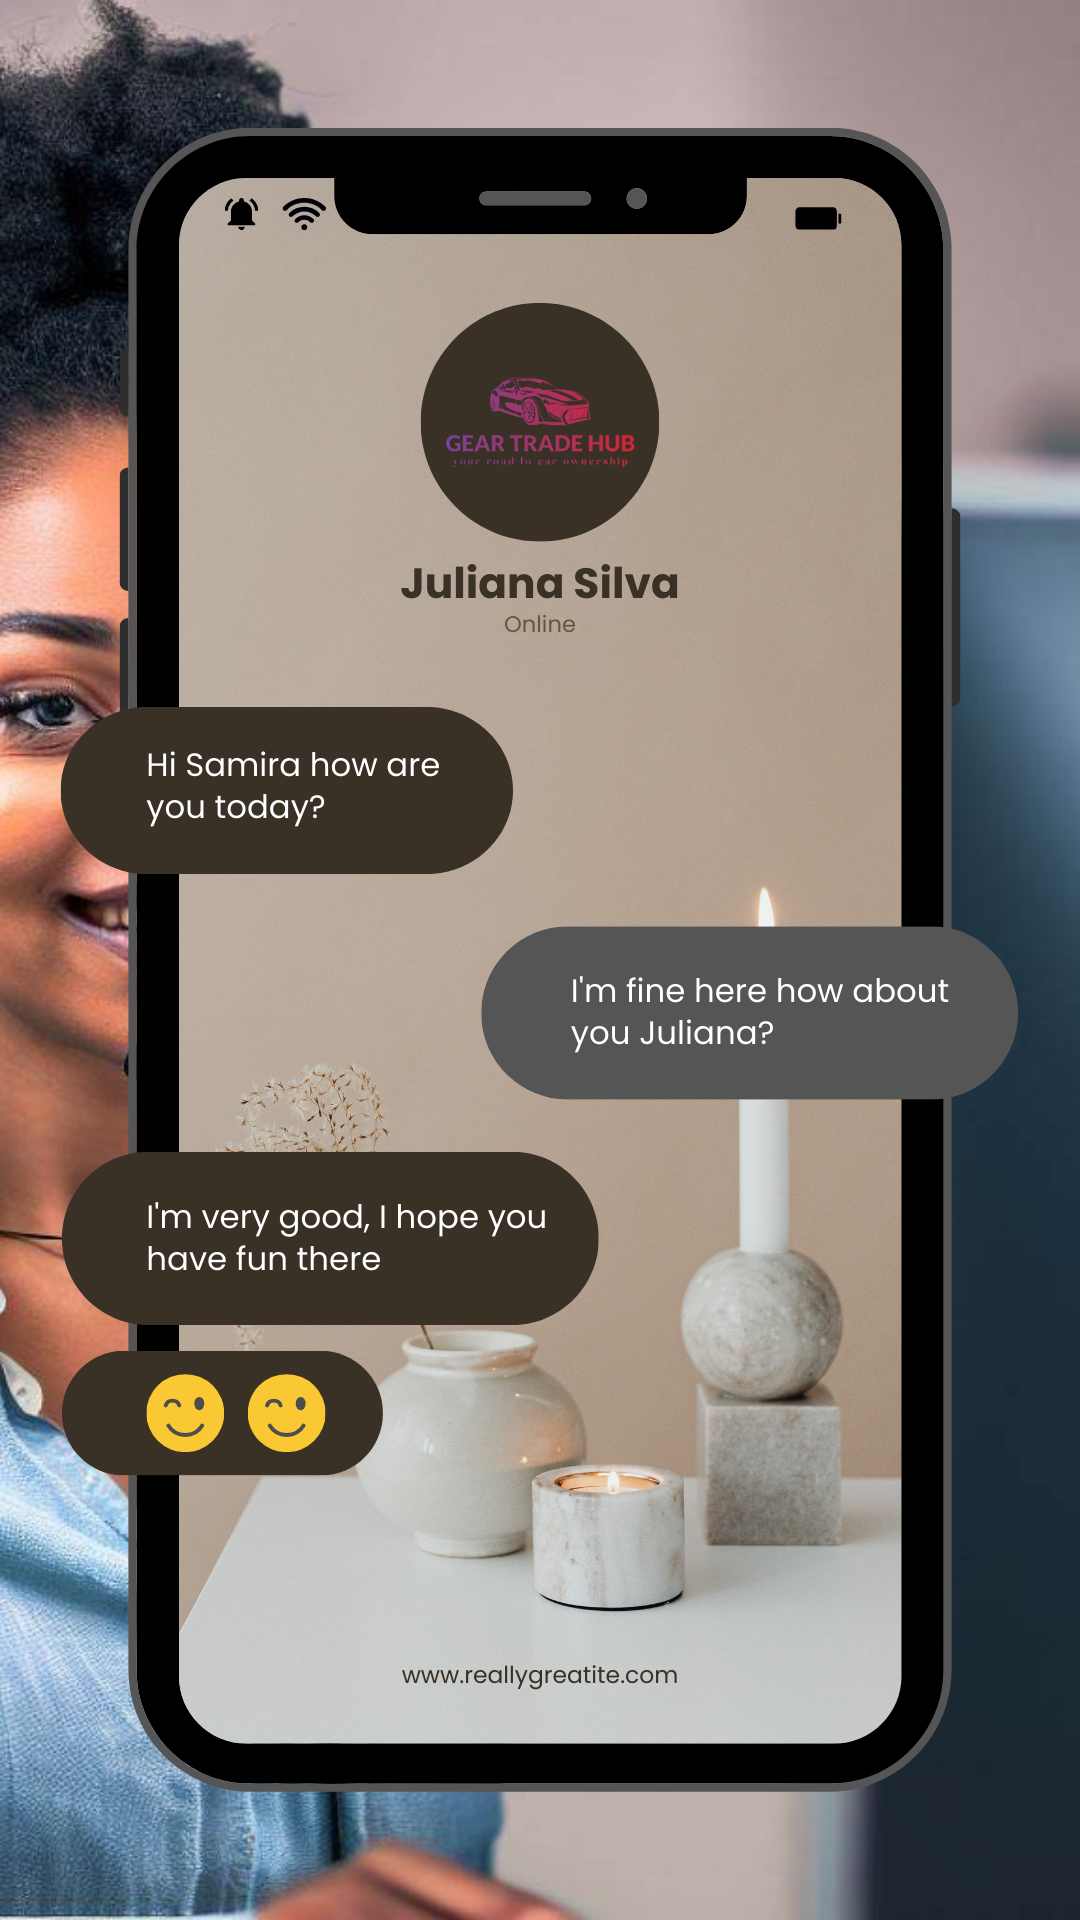 GEAR TRADE HUB
your road to car ownership
Juliana Silva
Online
Hi Samira how are
you today?
I'm fine here how about
you Juliana?
I'm very good, I hope you
have fun there
www.reallygreatite.com